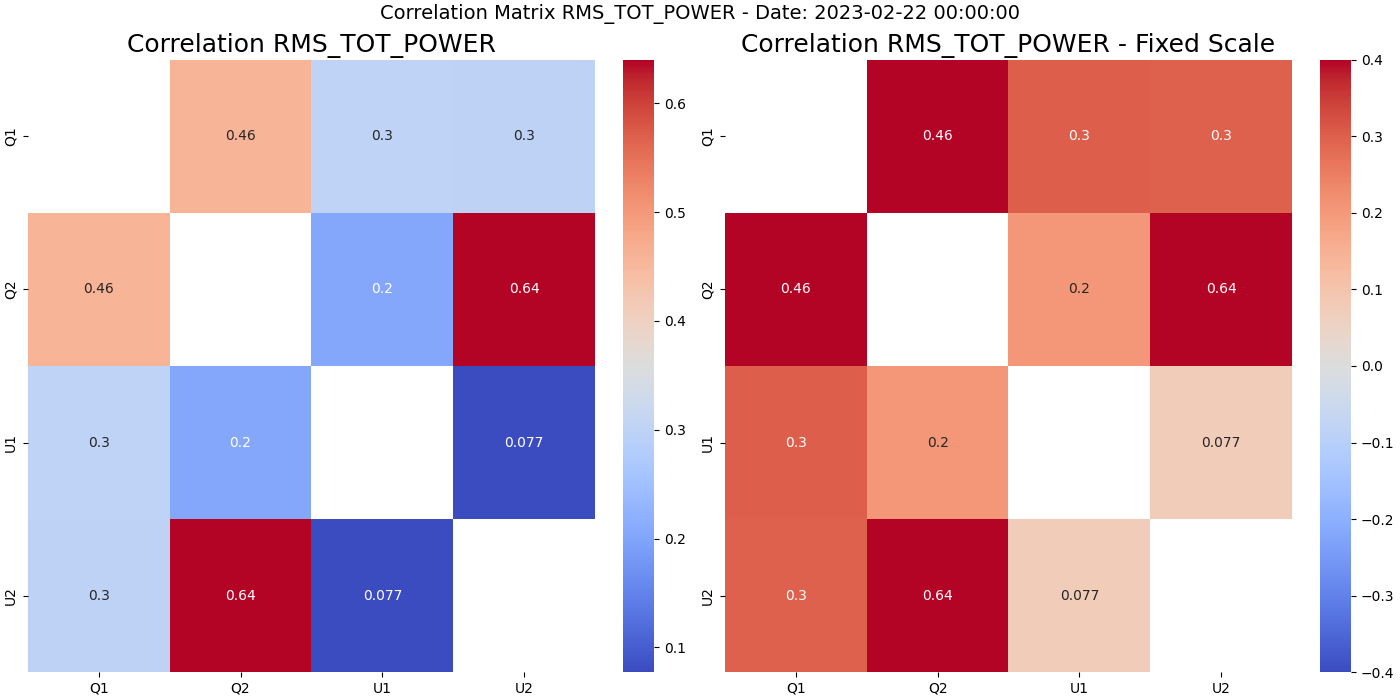 Correlation Matrix RMS_TOT_POWER - Date: 2023-02-22 00:00:00
Correlation RMS_TOT_POWER
Q1
0.46
0.3
0.3
Q2
0.46
0.2
0.64
U1
0.3
0.2
0.077
U2
0.3
0.64
0.077
Q1
Q2
U1
U2
0.6
0.5
0.4
0.3
0.2
0.1
Correlation RMS_TOT_POWER - Fixed Scale
Q1
0.46
0.3
0.3
Q2
0.46
0.2
0.64
U1
0.3
0.2
0.077
U2
0.3
0.64
0.077
Q1
Q2
U1
U2
0.4
0.3
0.2
0.1
0.0
−0.1
−0.2
−0.3
−0.4